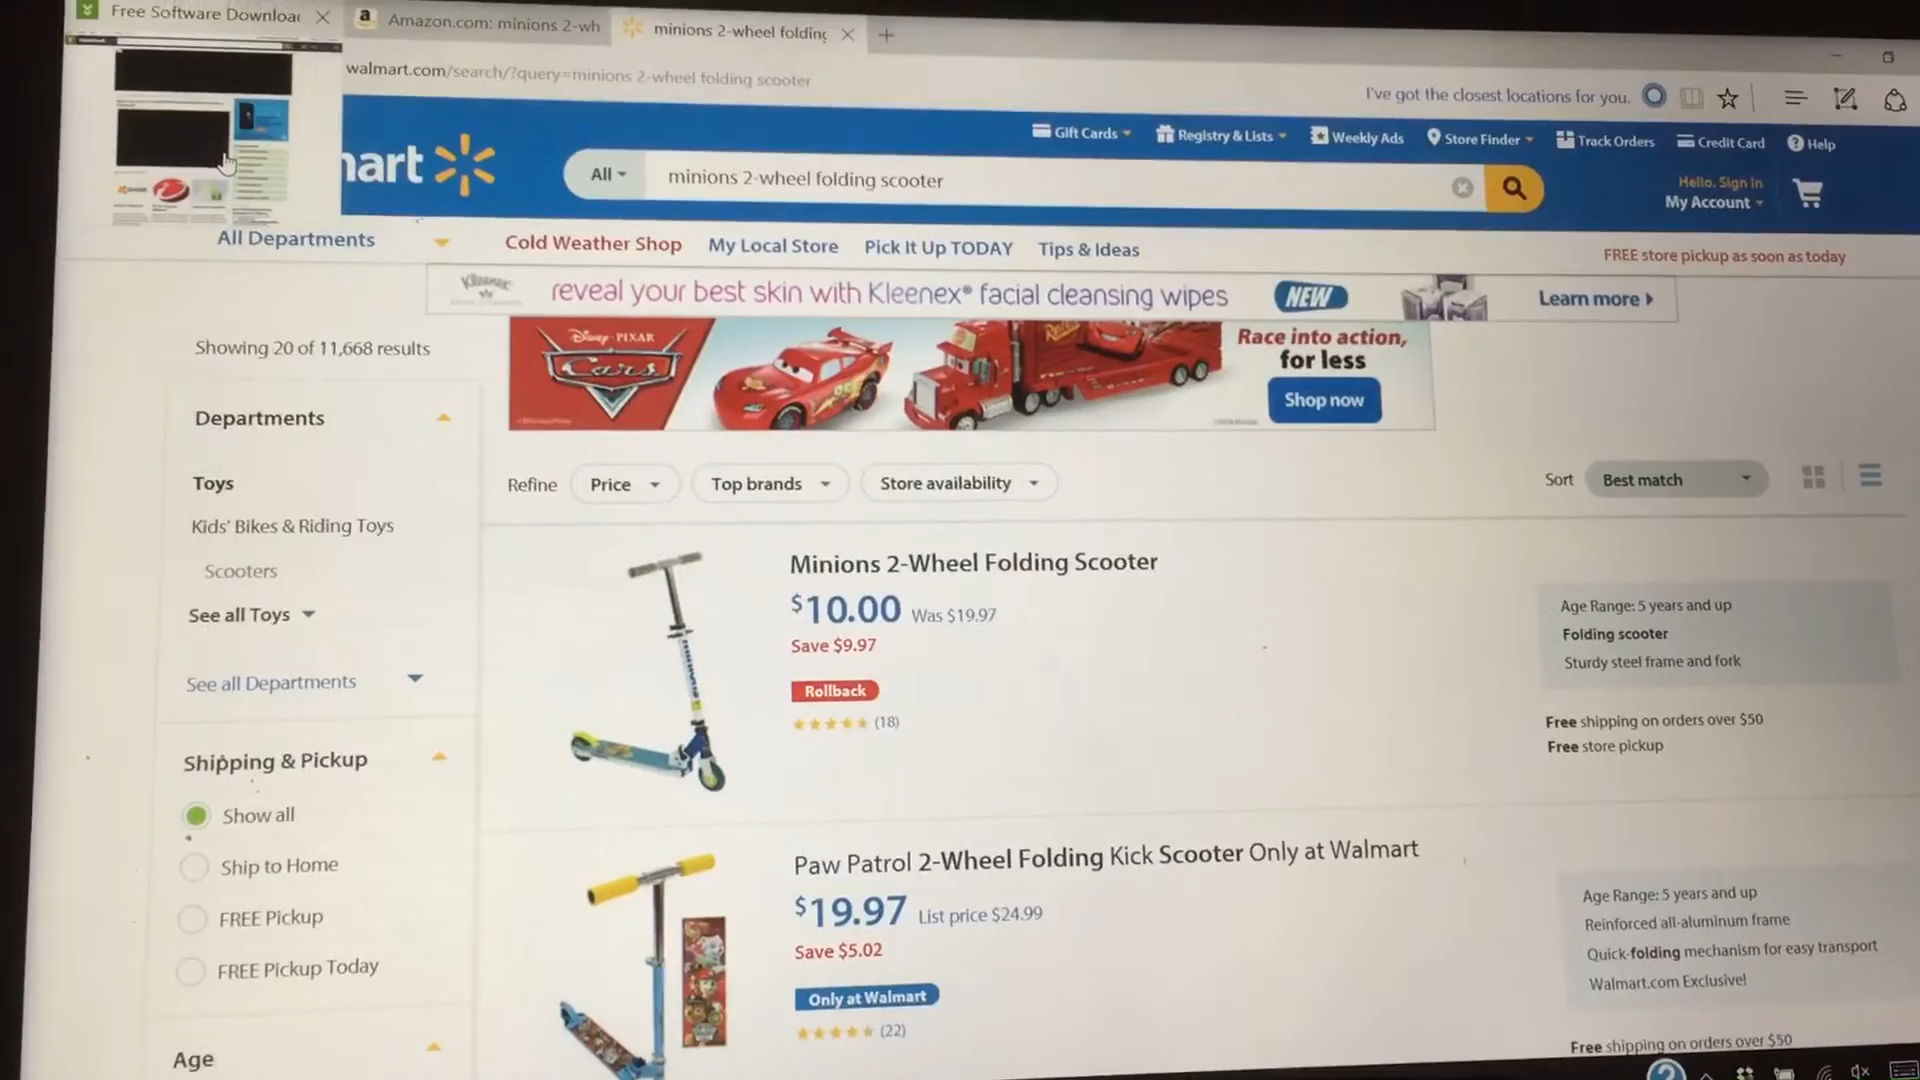 Free Software Downloa
Amazon.com: minions 2-wh
minions 2-wheel folding
walmart.com/search/?query=minions 2-wheel folding scooter
I've got the closest locations for you.
Gift Cards
Registry & Lists
Weekly Ads
Store Finder
Track Orders
Credit Card
Help
mart
All
minions 2-wheel folding scooter
Hello. Sign In
My Account
All Departments
Cold Weather Shop
My Local Store
Pick It Up TODAY
Tips & Ideas
FREE store pickup as soon as today
Kleenex
reveal your best skin with Kleenex® facial cleansing wipes
NEW
Learn more
Disney · PIXAR
Cars
Race into action,
for less
Shop now
Showing 20 of 11,668 results
Departments
Toys
Kids' Bikes & Riding Toys
Scooters
See all Toys
See all Departments
Shipping & Pickup
Show all
Ship to Home
FREE Pickup
FREE Pickup Today
Age
Refine
Price
Top brands
Store availability
Sort
Best match
Minions 2-Wheel Folding Scooter
$10.00 Was $19.97
Save $9.97
Rollback
(18)
Age Range: 5 years and up
Folding scooter
Sturdy steel frame and fork
Free shipping on orders over $50
Free store pickup
Paw Patrol 2-Wheel Folding Kick Scooter Only at Walmart
$19.97 List price $24.99
Save $5.02
Only at Walmart
(22)
Age Range: 5 years and up
Reinforced all-aluminum frame
Quick-folding mechanism for easy transport
Walmart.com Exclusive!
Free shipping on orders over $50